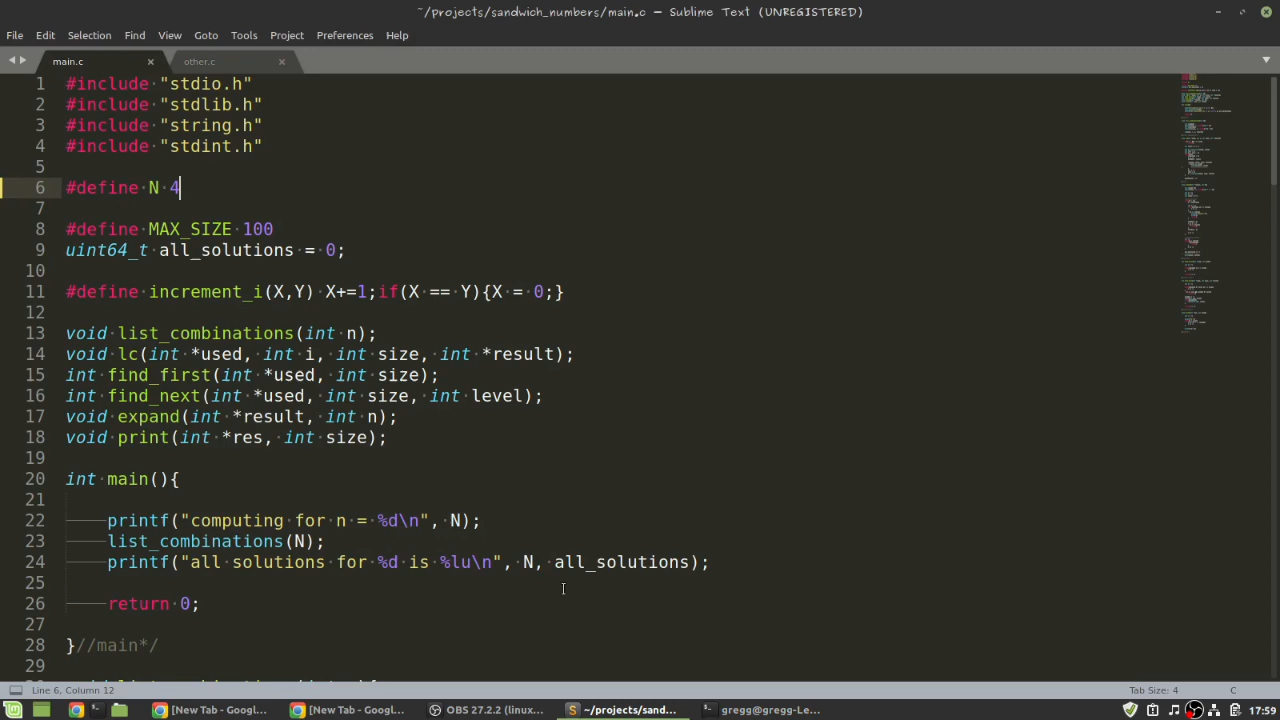 ~/projects/sandwich_numbers/main.c — Sublime Text (UNREGISTERED)
File Edit Selection Find View Goto Tools Project Preferences Help
main.c other.c
1 #include "stdio.h"
2 #include "stdlib.h"
3 #include "string.h"
4 #include "stdint.h"
5
6 #define N 4
7
8 #define MAX_SIZE 100
9 uint64_t all_solutions = 0;
10
11 #define increment_i(X,Y) X+=1;if(X == Y){X = 0;}
12
13 void list_combinations(int n);
14 void lc(int *used, int i, int size, int *result);
15 int find_first(int *used, int size);
16 int find_next(int *used, int size, int level);
17 void expand(int *result, int n);
18 void print(int *res, int size);
19
20 int main(){
21
22 printf("computing for n = %d\n", N);
23 list_combinations(N);
24 printf("all solutions for %d is %lu\n", N, all_solutions);
25
26 return 0;
27
28 }//main*/
29
Line 6, Column 12 Tab Size: 4 C
[New Tab - Googl... [New Tab - Googl... OBS 27.2.2 (linux... ~/projects/sand... gregg@gregg-Le... 17:59